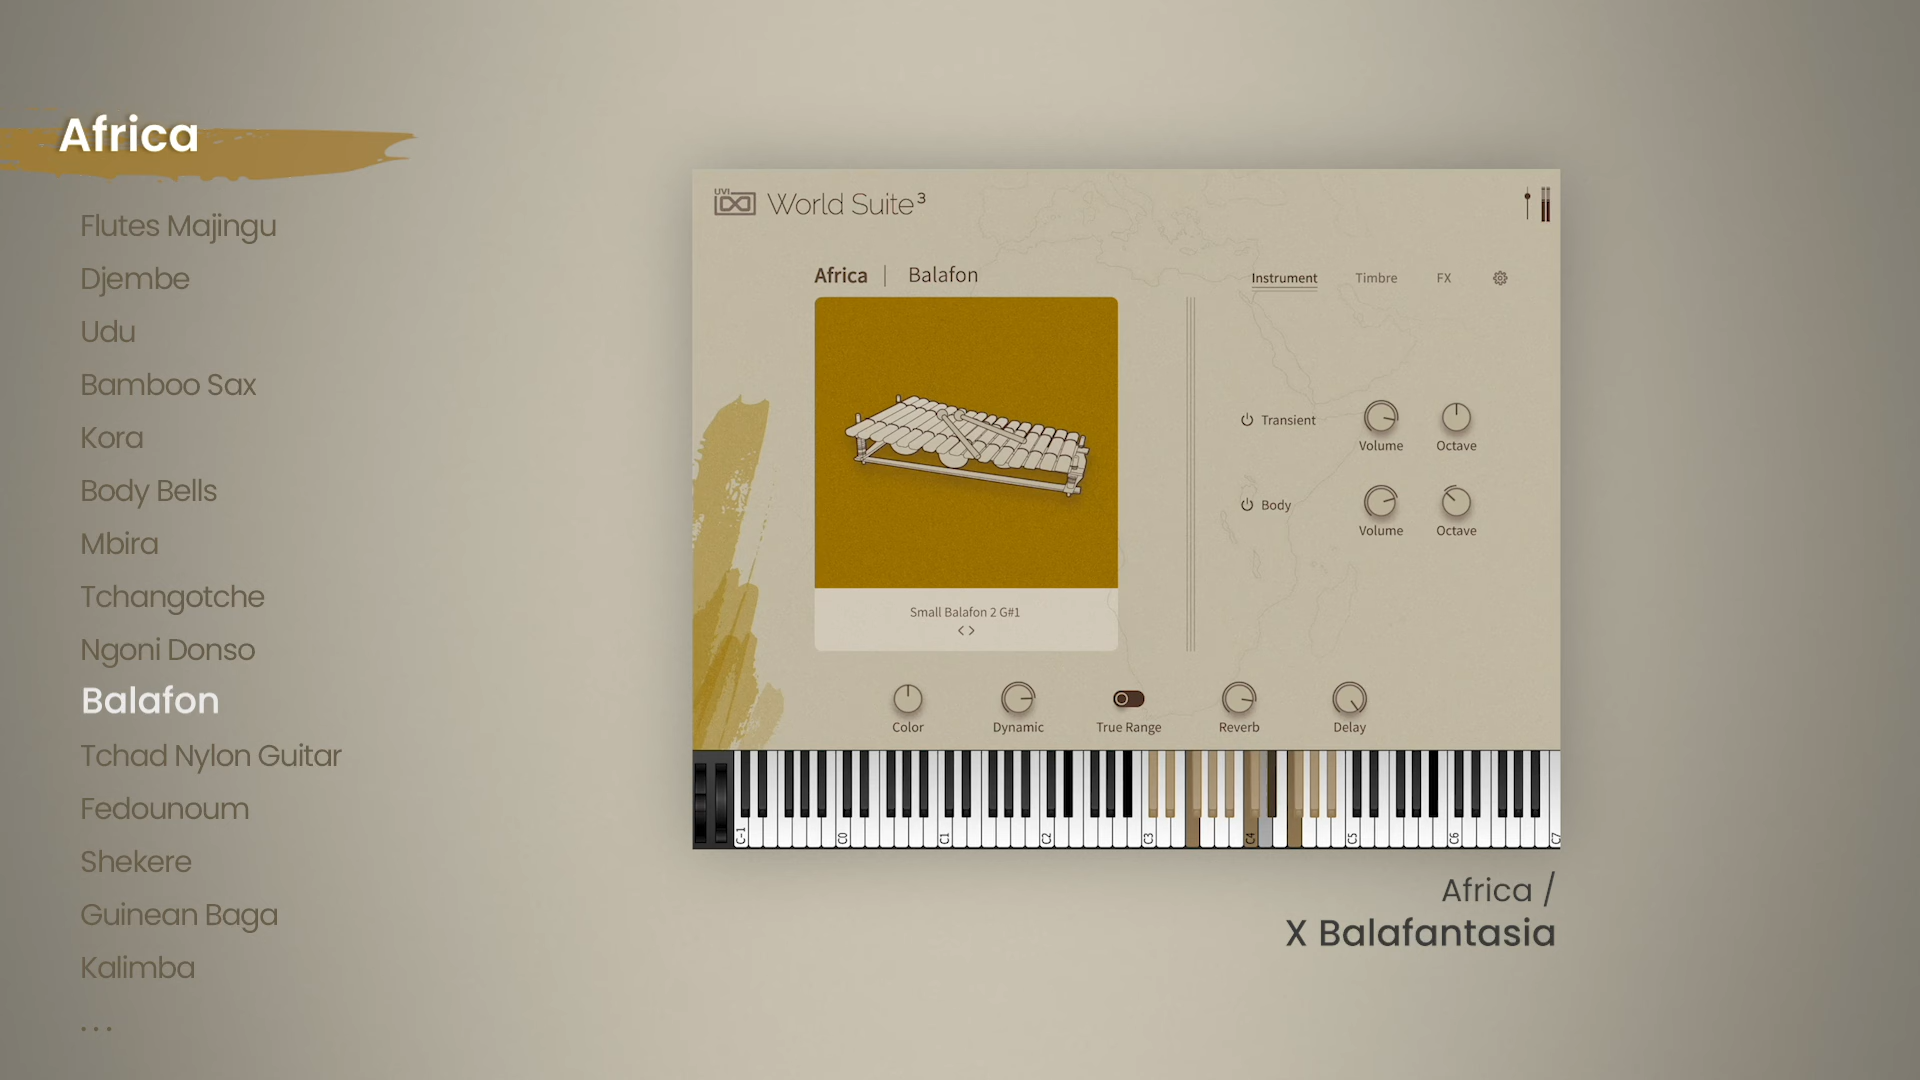 Africa
Flutes Majingu
Djembe
Udu
Bamboo Sax
Kora
Body Bells
Mbira
Tchangotche
Ngoni Donso
Balafon
Tchad Nylon Guitar
Fedounoum
Shekere
Guinean Baga
Kalimba
...
UVI World Suite³
Africa | Balafon
Instrument Timbre FX
Small Balafon 2 G#1
< >
Transient Volume Octave
Body Volume Octave
Color Dynamic True Range Reverb Delay
C-1 C0 C1 C2 C3 C4 C5 C6 C7
Africa /
X Balafantasia